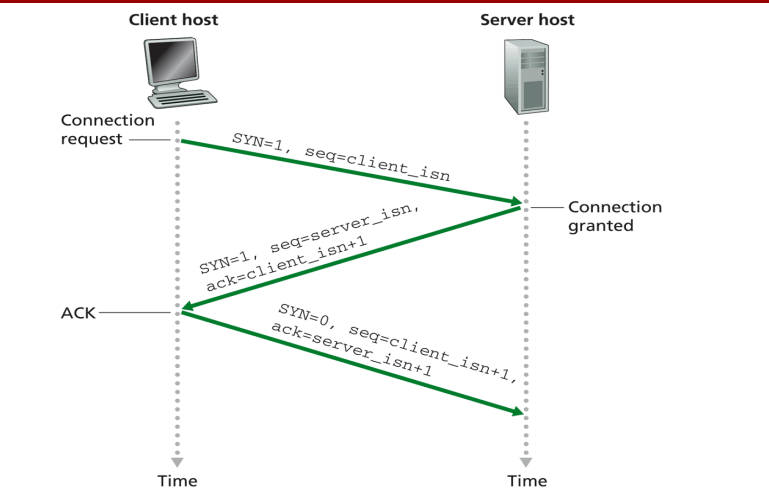 Client host
Server host
Connection
request
SYN=1, seq=client_isn
Connection
granted
SYN=1, seq=server_isn,
ack=client_isn+1
ACK
SYN=0, seq=client_isn+1,
ack=server_isn+1
Time
Time